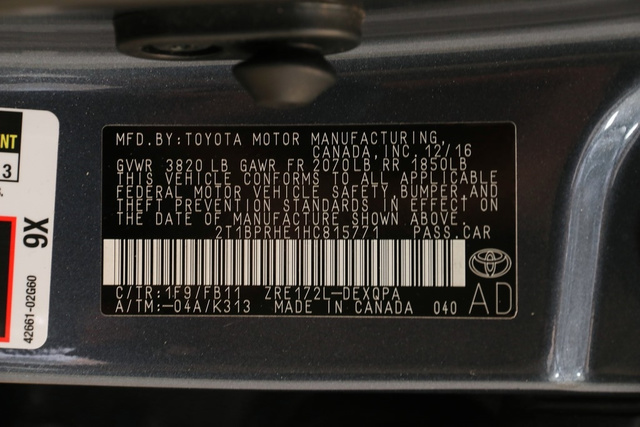 MFD.BY:TOYOTA MOTOR MANUFACTURING,
CANADA,INC. 12/16
GVWR 3820 LB GAWR FR 2070LB RR 1850LB
THIS VEHICLE CONFORMS TO ALL APPLICABLE
FEDERAL MOTOR VEHICLE SAFETY, BUMPER, AND
THEFT PREVENTION STANDARDS IN EFFECT ON
THE DATE OF MANUFACTURE SHOWN ABOVE.
2T1BPRHE1HC815771 PASS.CAR
C/TR:1F9/FB11 ZRE172L-DEXQPA
A/TM:-04A/K313 MADE IN CANADA 040 AD
NT
3
9X
42661-02G60